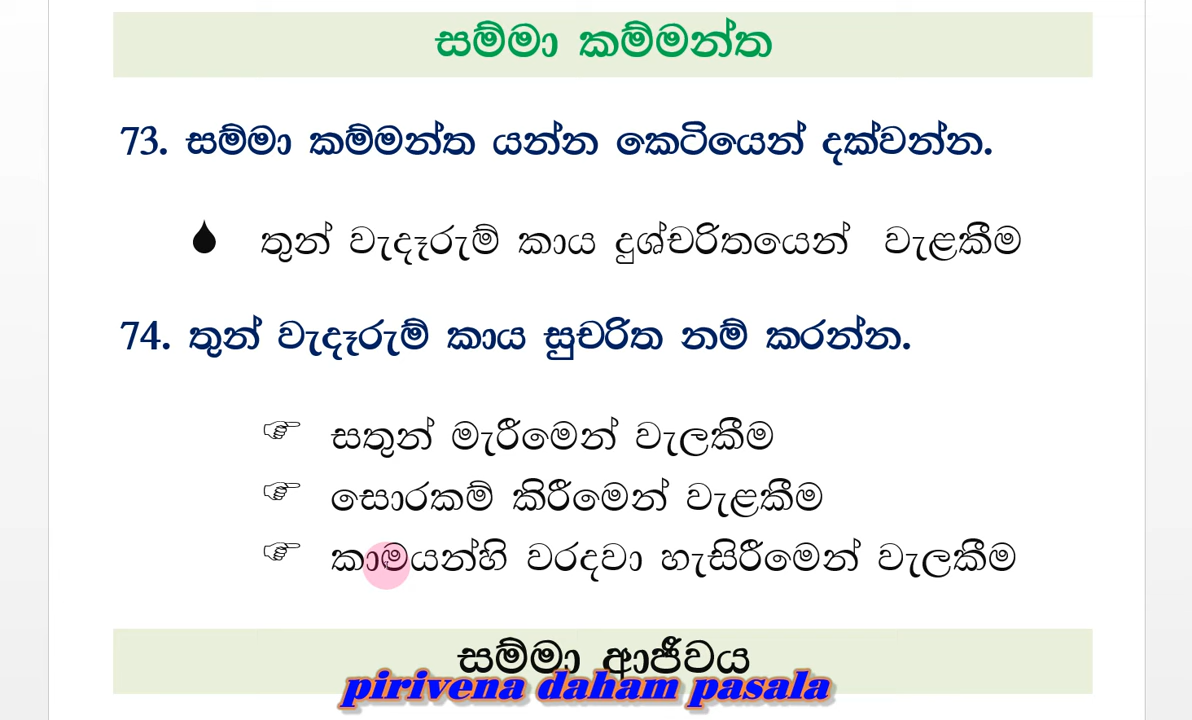 සම්මා කම්මන්ත
73. සම්මා කම්මන්ත යන්න කෙටියෙන් දක්වන්න.
තුන් වැදෑරුම් කාය දුශ්චරිතයෙන් වැළකීම
74. තුන් වැදෑරුම් කාය සුචරිත නම් කරන්න.
සතුන් මැරීමෙන් වැලකීම
සොරකම් කිරීමෙන් වැළකීම
කාමයන්හි වරදවා හැසිරීමෙන් වැලකීම
සම්මා ආජීවය
pirivena daham pasala